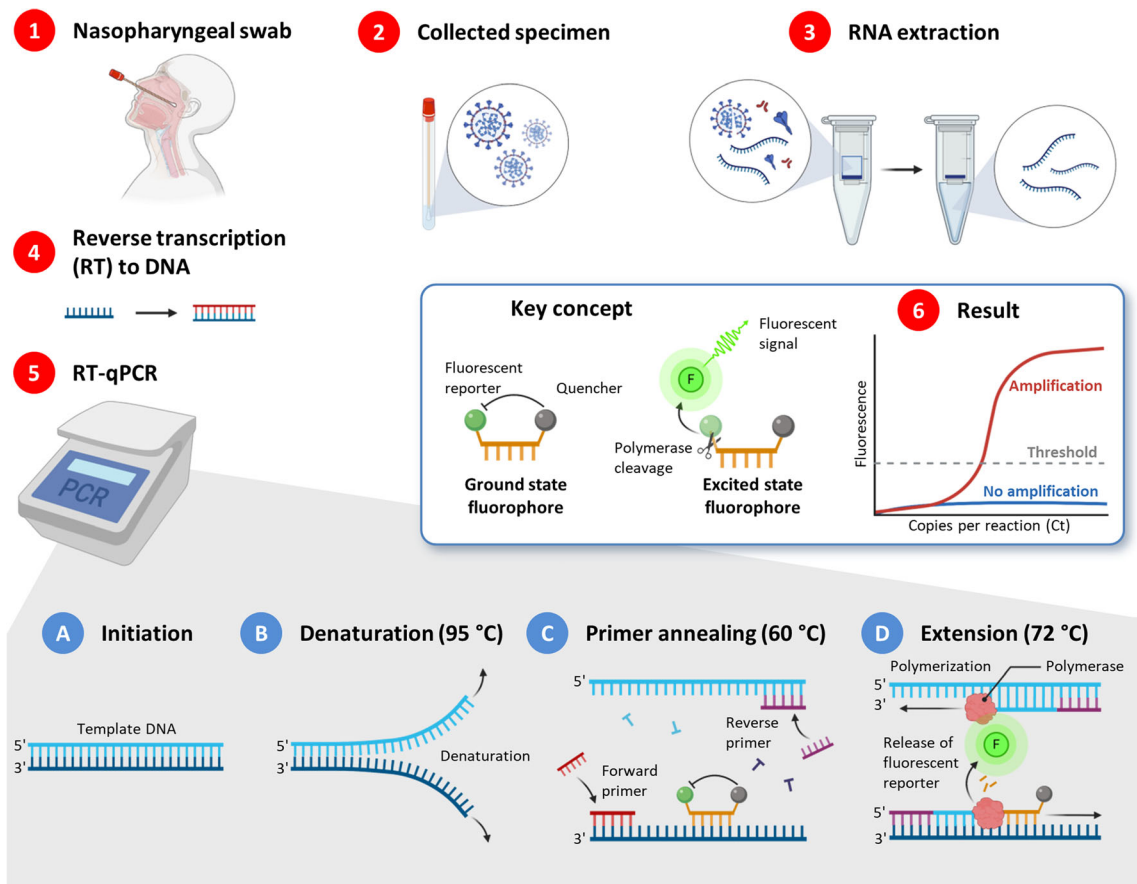 1 Nasopharyngeal swab
2 Collected specimen
3 RNA extraction
4 Reverse transcription
(RT) to DNA
5 RT-qPCR
PCR
Key concept
Fluorescent
reporter
Quencher
Ground state
fluorophore
Fluorescent
signal
F
Polymerase
cleavage
Excited state
fluorophore
6 Result
Fluorescence
Amplification
Threshold
No amplification
Copies per reaction (Ct)
A Initiation
Template DNA
5'
3'
B Denaturation (95 °C)
5'
3'
Denaturation
C Primer annealing (60 °C)
5'
Reverse
primer
Forward
primer
3'
D Extension (72 °C)
Polymerization
Polymerase
5'
3'
F
Release of
fluorescent
reporter
5'
3'